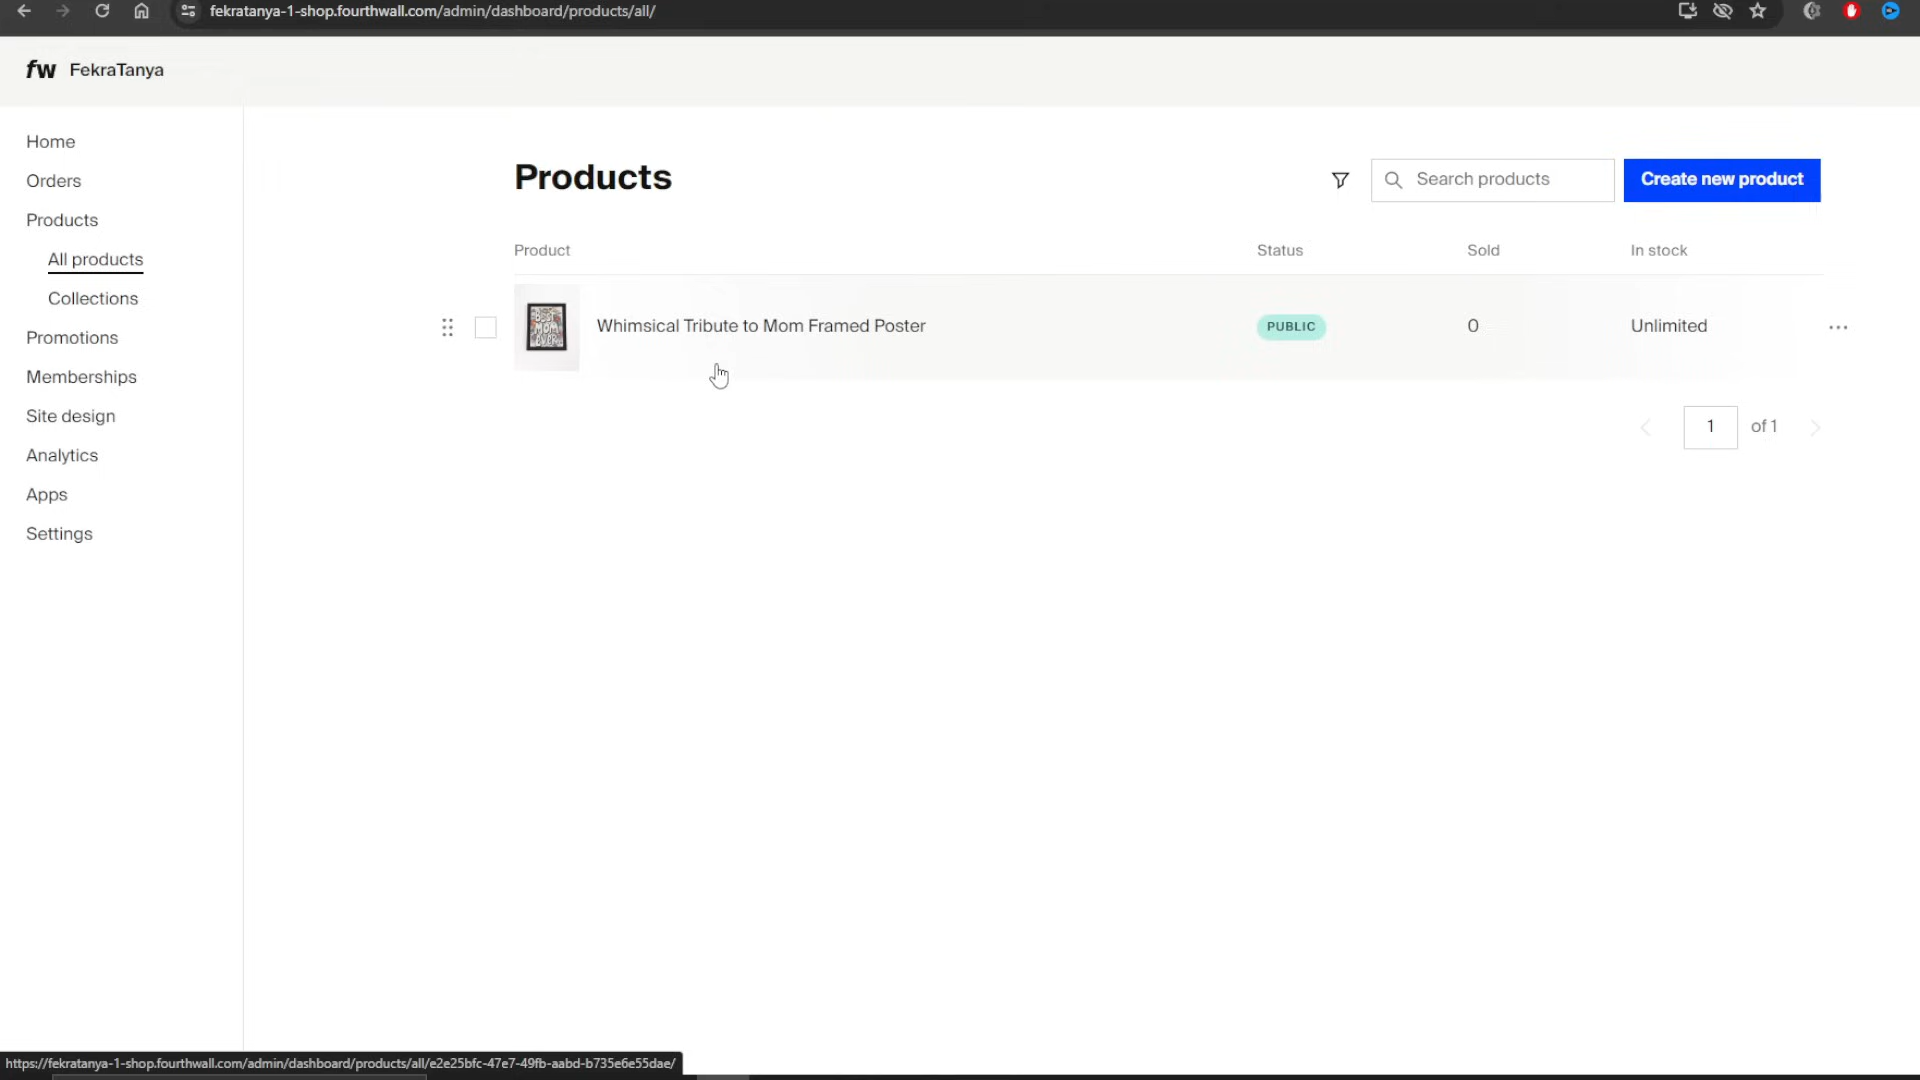 fekratanya-1-shop.fourthwall.com/admin/dashboard/products/all/
fw FekraTanya
Home
Orders
Products
All products
Collections
Promotions
Memberships
Site design
Analytics
Apps
Settings
Products
Search products
Create new product
Product Status Sold In stock
BEST MOM EVER
Whimsical Tribute to Mom Framed Poster PUBLIC 0 Unlimited
1 of 1
https://fekratanya-1-shop.fourthwall.com/admin/dashboard/products/all/e2e25bfc-47e7-49fb-aabd-b735e6e55dae/